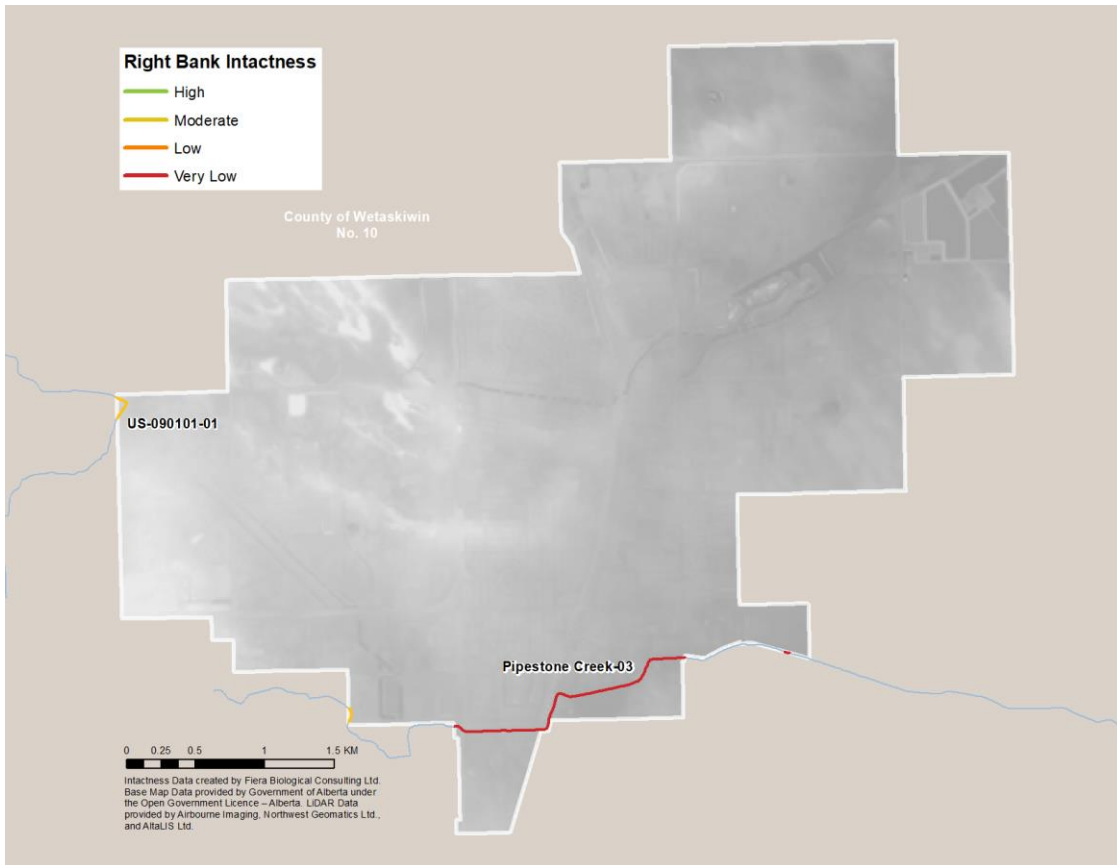 Right Bank Intactness
High
Moderate
Low
Very Low
County of Wetaskiwin
No. 10
US-090101-01
Pipestone Creek-03
0 0.25 0.5 1 1.5 KM
Intactness Data created by Fiera Biological Consulting Ltd.
Base Map Data provided by Government of Alberta under
the Open Government Licence – Alberta. LiDAR Data
provided by Airbourne Imaging, Northwest Geomatics Ltd.,
and AltaLIS Ltd.